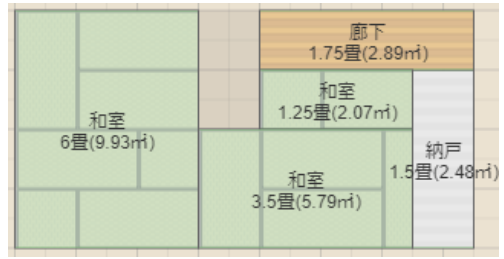 廊下
1.75畳(2.89㎡)
和室
1.25畳(2.07㎡)
和室
6畳(9.93㎡)
納戸
1.5畳(2.48㎡)
和室
3.5畳(5.79㎡)